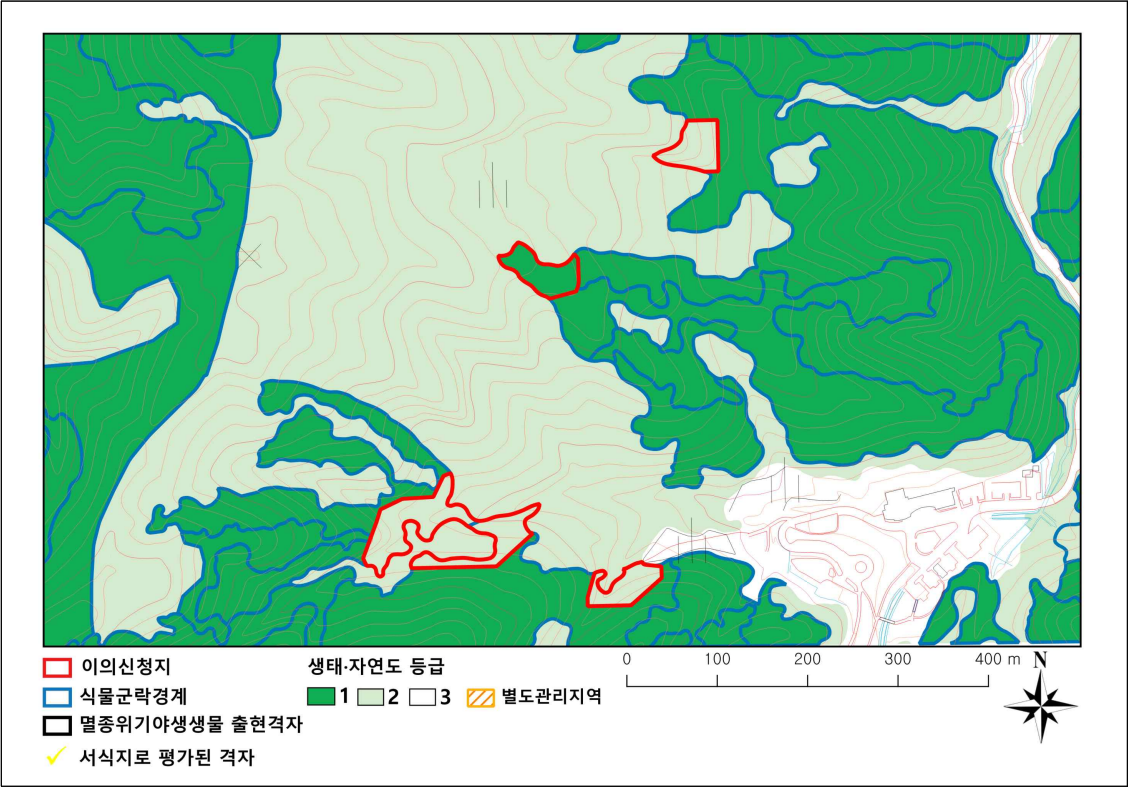 0 100 200 300 400 m N
이의신청지 생태·자연도 등급
식물군락경계 1 2 3 별도관리지역
멸종위기야생생물 출현격자
서식지로 평가된 격자